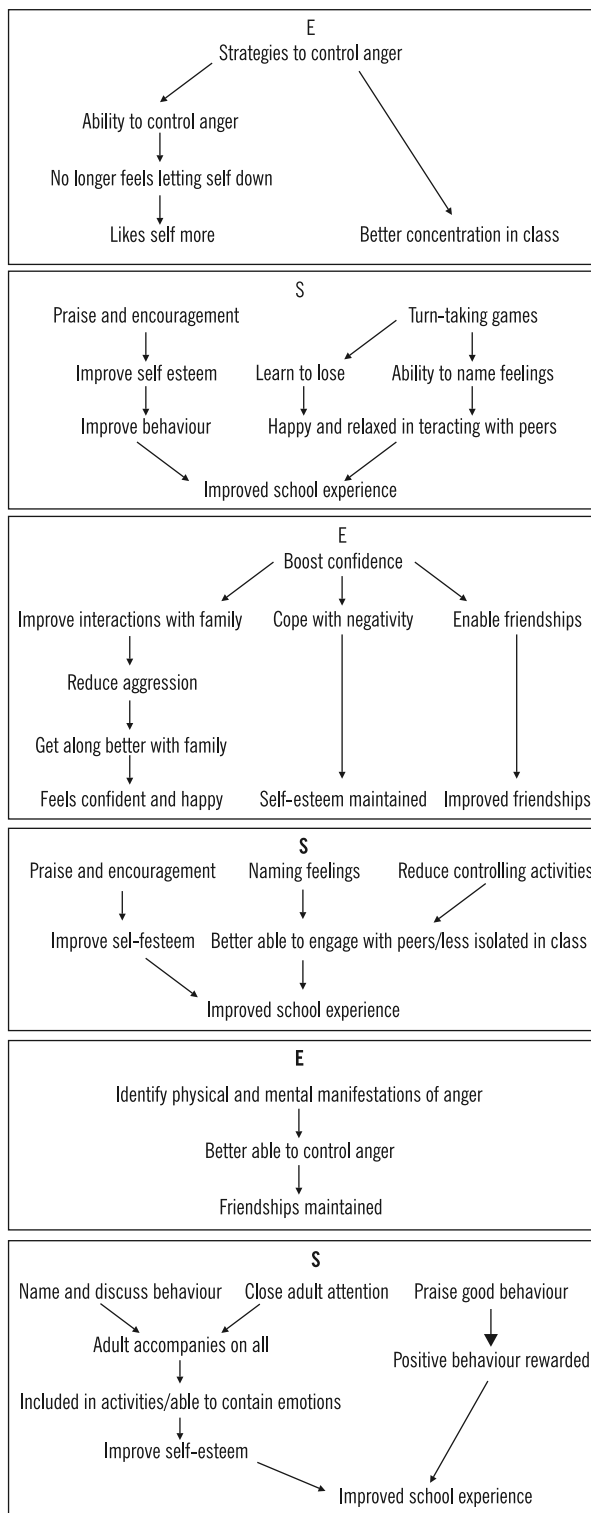 E
Strategies to control anger
Ability to control anger
No longer feels letting self down
Likes self more
Better concentration in class
S
Praise and encouragement
Turn-taking games
Improve self esteem
Learn to lose
Ability to name feelings
Improve behaviour
Happy and relaxed in teracting with peers
Improved school experience
E
Boost confidence
Improve interactions with family
Cope with negativity
Enable friendships
Reduce aggression
Get along better with family
Feels confident and happy
Self-esteem maintained
Improved friendships
S
Praise and encouragement
Naming feelings
Reduce controlling activities
Improve sel-festeem
Better able to engage with peers/less isolated in class
Improved school experience
E
Identify physical and mental manifestations of anger
Better able to control anger
Friendships maintained
S
Name and discuss behaviour
Close adult attention
Praise good behaviour
Adult accompanies on all
Positive behaviour rewarded
Included in activities/able to contain emotions
Improve self-esteem
Improved school experience